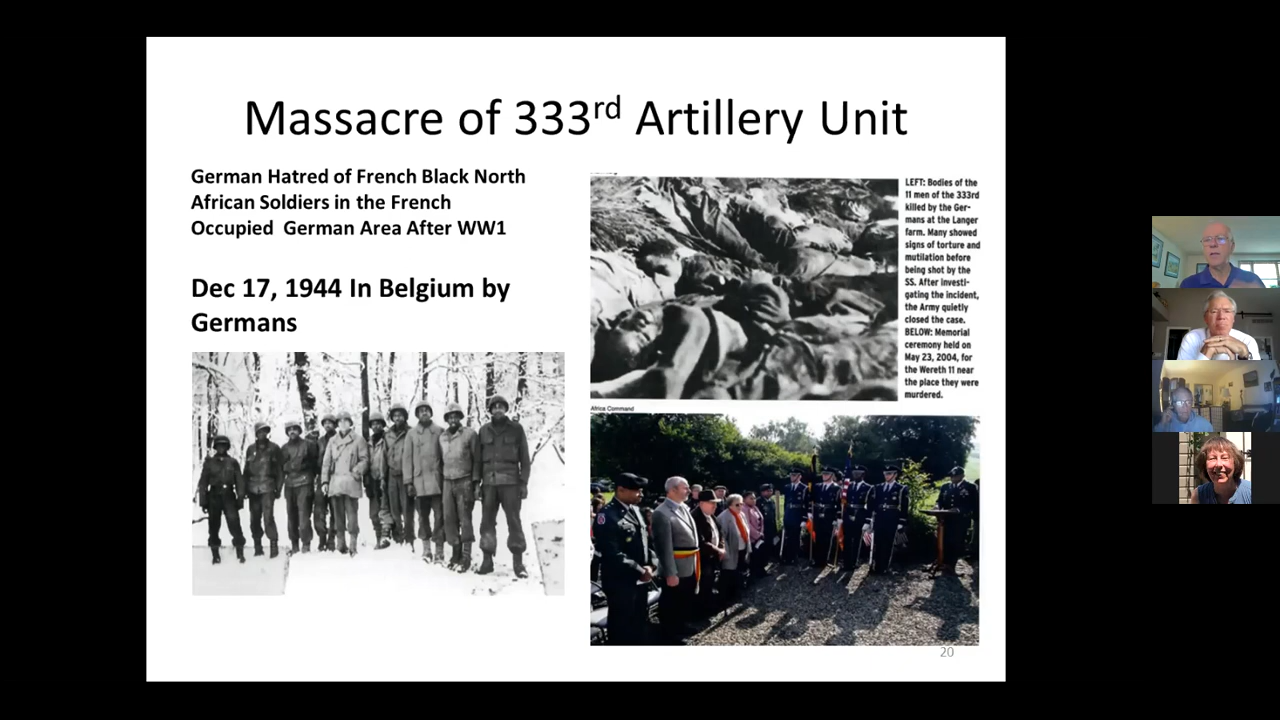 Massacre of 333rd Artillery Unit
German Hatred of French Black North
African Soldiers in the French
Occupied German Area After WW1
Dec 17, 1944 In Belgium by
Germans
LEFT: Bodies of the
11 men of the 333rd
killed by the Ger-
mans at the Langer
farm. Many showed
signs of torture and
mutilation before
being shot by the
SS. After investi-
gating the incident,
the Army quietly
closed the case.
BELOW: Memorial
ceremony held on
May 23, 2004, for
the Wereth 11 near
the place they were
murdered.
Africa Command
20